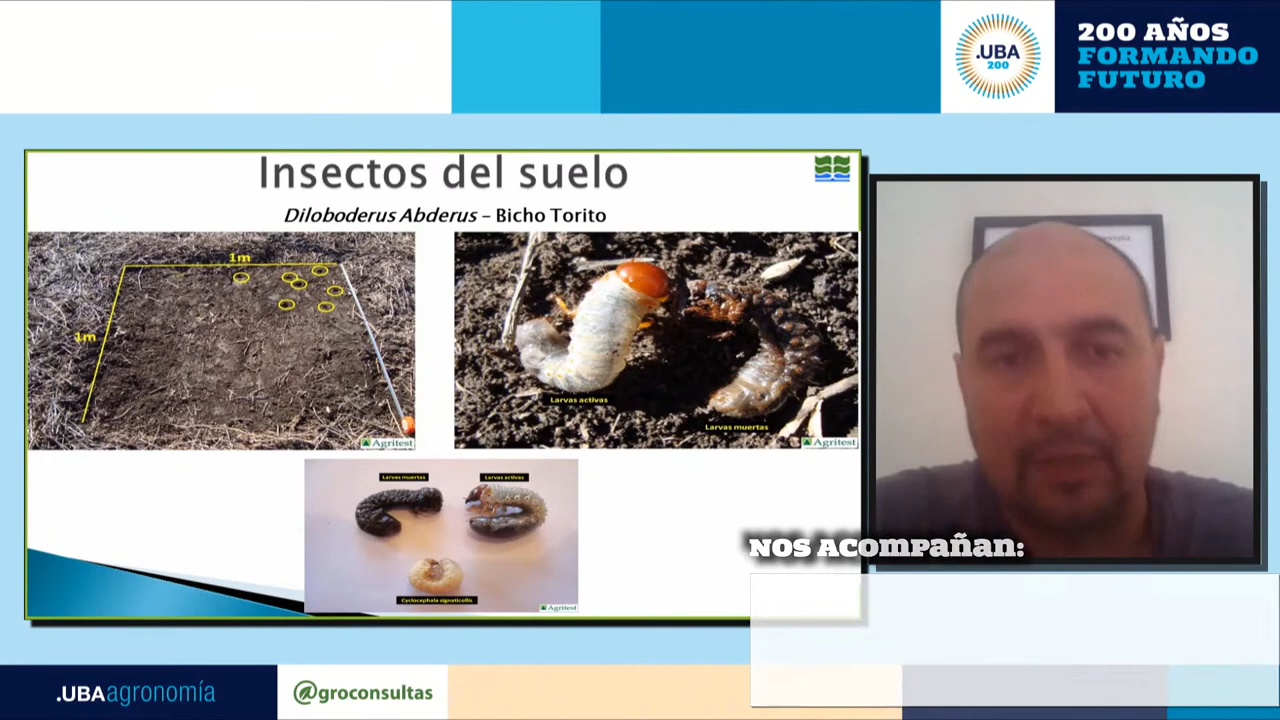 .UBA
200
200 AÑOS
FORMANDO
FUTURO
Insectos del suelo
Diloboderus Abderus – Bicho Torito
1m
1m
Agritest
Larvas activas
Larvas muertas
Agritest
Larvas muertas
Larvas activas
Cyclocephala signaticollis
Agritest
NOS ACOMPAÑAN:
.UBAagronomía
@groconsultas